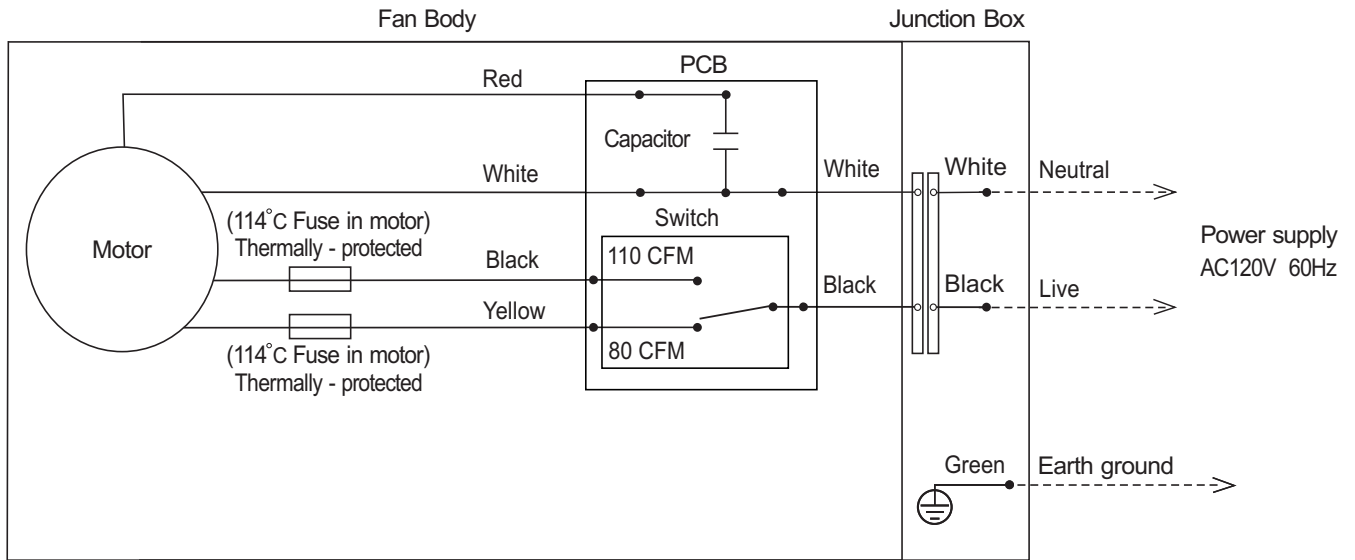 Fan Body
Junction Box
PCB
Red
Capacitor
White
White
White
Neutral
(114°C Fuse in motor)
Thermally - protected
Switch
Motor
Black
110 CFM
Black
Black
Live
Power supply
AC120V 60Hz
Yellow
80 CFM
(114°C Fuse in motor)
Thermally - protected
Green
Earth ground